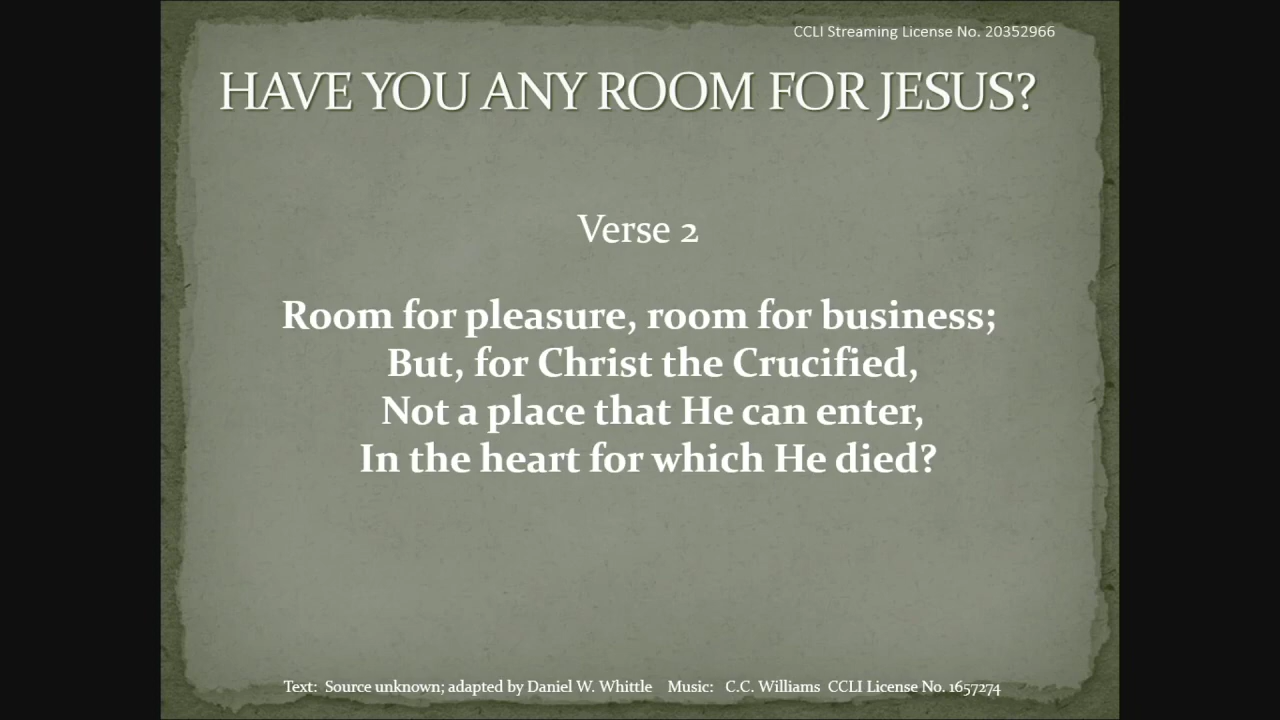 CCLI Streaming License No. 20352966
HAVE YOU ANY ROOM FOR JESUS?
Verse 2
Room for pleasure, room for business;
But, for Christ the Crucified,
Not a place that He can enter,
In the heart for which He died?
Text: Source unknown; adapted by Daniel W. Whittle Music: C.C. Williams CCLI License No. 1657274